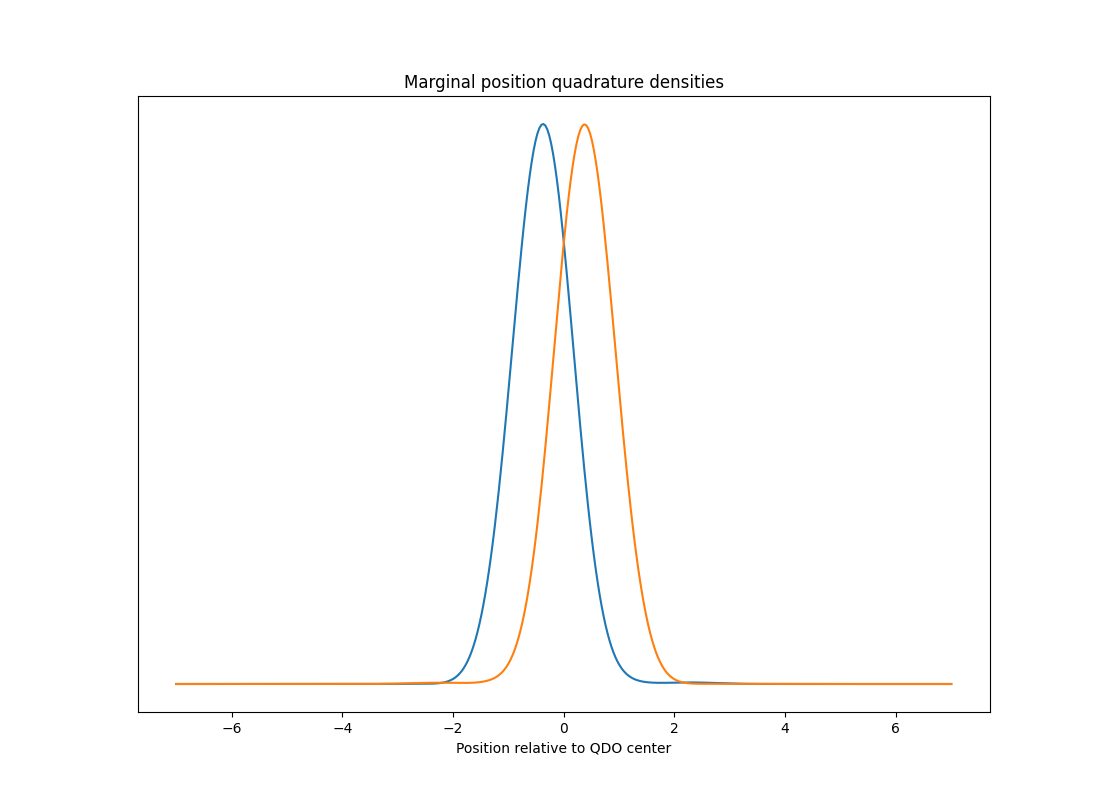 Marginal position quadrature densities
−6 −4 −2 0 2 4 6
Position relative to QDO center